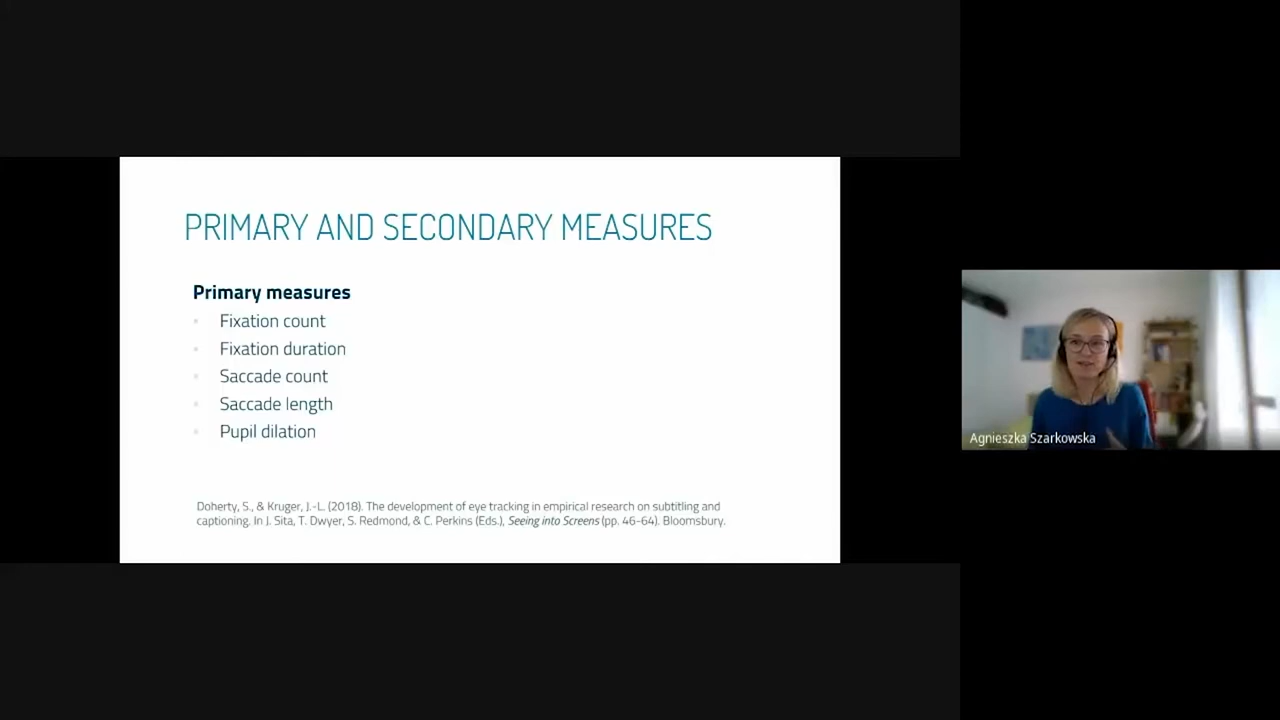 PRIMARY AND SECONDARY MEASURES
Primary measures
Fixation count
Fixation duration
Saccade count
Saccade length
Pupil dilation
Doherty, S., & Kruger, J.-L. (2018). The development of eye tracking in empirical research on subtitling and
captioning. In J. Sita, T. Dwyer, S. Redmond, & C. Perkins (Eds.), Seeing into Screens (pp. 46-64). Bloomsbury.
Agnieszka Szarkowska